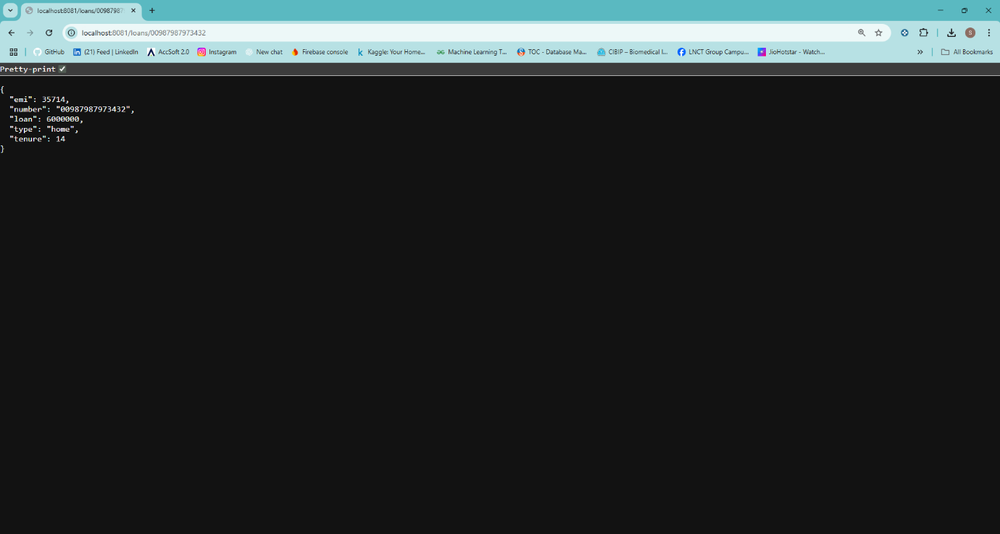 localhost:8081/loans/00987987
localhost:8081/loans/00987987973432
GitHub (21) Feed | LinkedIn AccSoft 2.0 Instagram New chat Firebase console Kaggle: Your Home... Machine Learning T... TOC - Database Ma... CIBIP – Biomedical I... LNCT Group Campu... JioHotstar - Watch... » All Bookmarks
Pretty-print
{
  "emi": 35714,
  "number": "00987987973432",
  "loan": 6000000,
  "type": "home",
  "tenure": 14
}